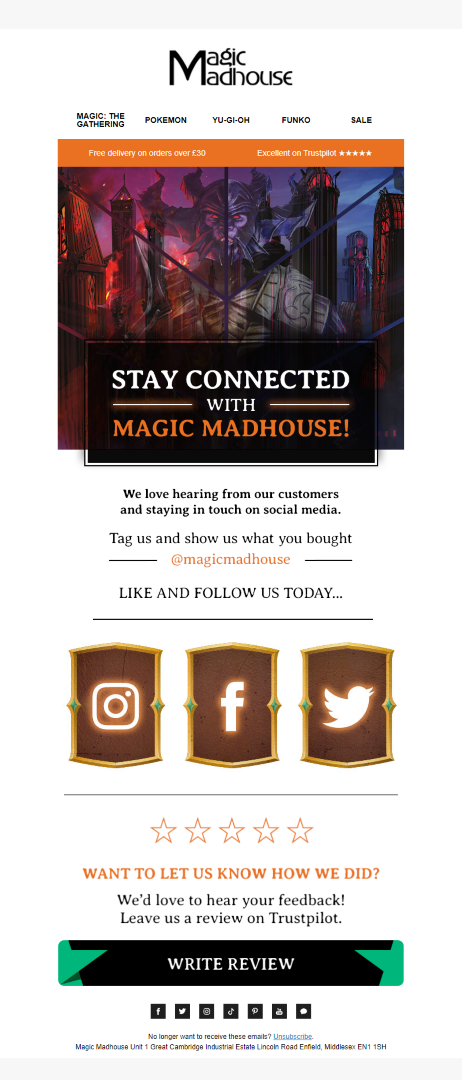 Magic
Madhouse
MAGIC: THE
GATHERING
POKEMON
YU-GI-OH
FUNKO
SALE
Free delivery on orders over £30
Excellent on Trustpilot ★★★★★
STAY CONNECTED
WITH
MAGIC MADHOUSE!
We love hearing from our customers
and staying in touch on social media.
Tag us and show us what you bought
@magicmadhouse
LIKE AND FOLLOW US TODAY...
WANT TO LET US KNOW HOW WE DID?
We'd love to hear your feedback!
Leave us a review on Trustpilot.
WRITE REVIEW
No longer want to receive these emails? Unsubscribe.
Magic Madhouse Unit 1 Great Cambridge Industrial Estate Lincoln Road Enfield, Middlesex EN1 1SH